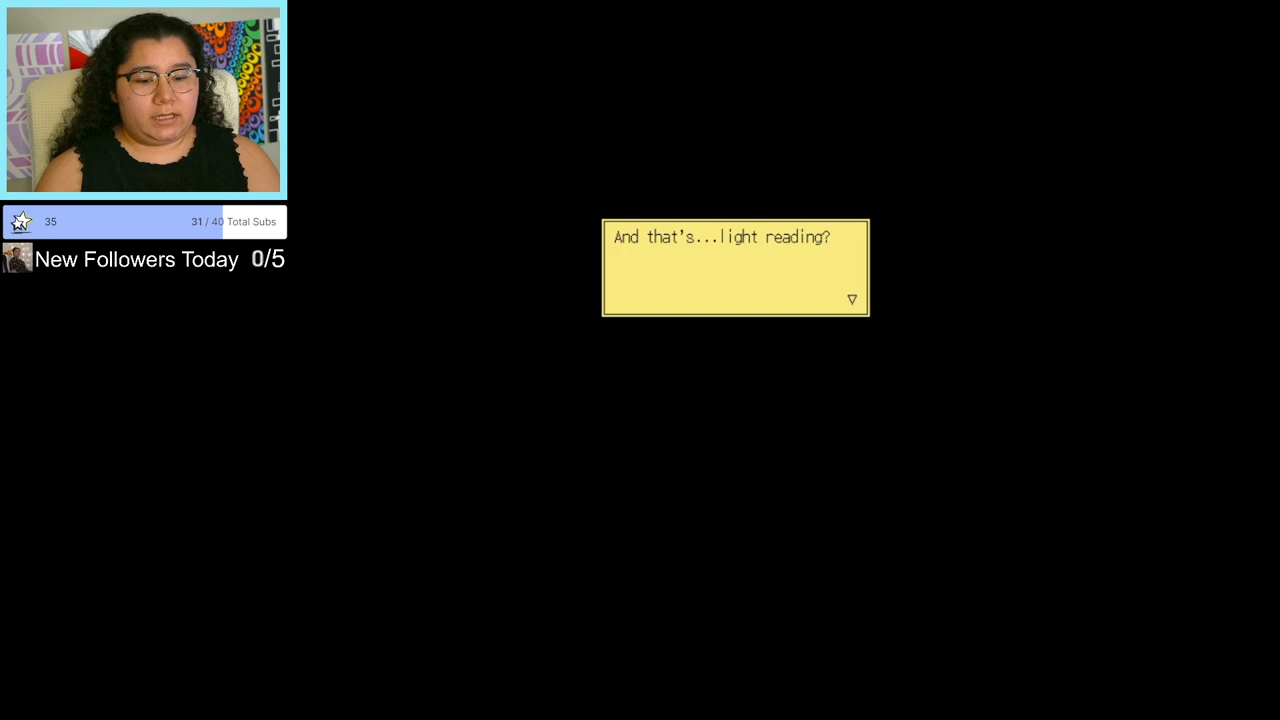 35 31 / 40 Total Subs
New Followers Today 0/5
And that's...light reading?